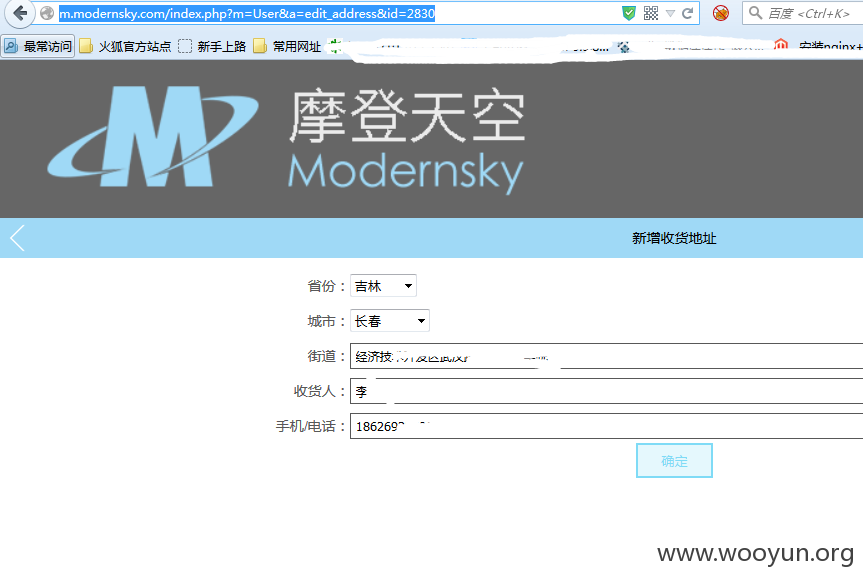 m.modernsky.com/index.php?m=User&a=edit_address&id=2830
百度 <Ctrl+K>
最常访问 火狐官方站点 新手上路 常用网址
安装nginx+
摩登天空
Modernsky
新增收货地址
省份： 吉林
城市： 长春
街道： 经济技
收货人： 李
手机/电话： 186269
确定
www.wooyun.org